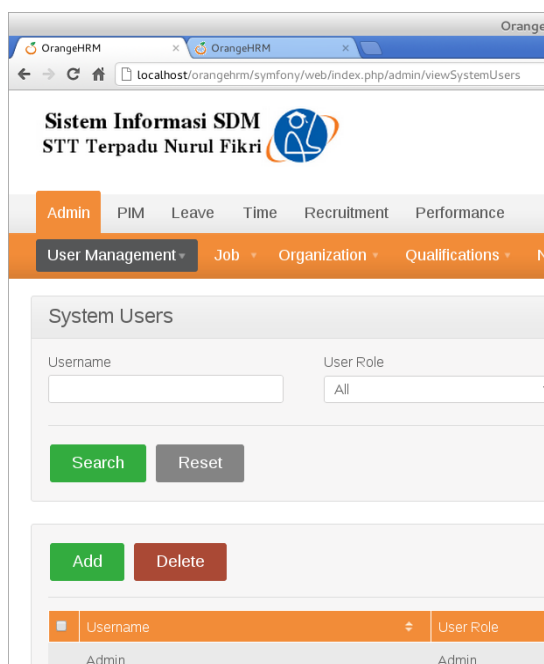 Orange
OrangeHRM × OrangeHRM ×
localhost/orangehrm/symfony/web/index.php/admin/viewSystemUsers
Sistem Informasi SDM
STT Terpadu Nurul Fikri
Admin PIM Leave Time Recruitment Performance
User Management Job Organization Qualifications N
System Users
Username User Role
All
Search Reset
Add Delete
Username User Role
Admin Admin